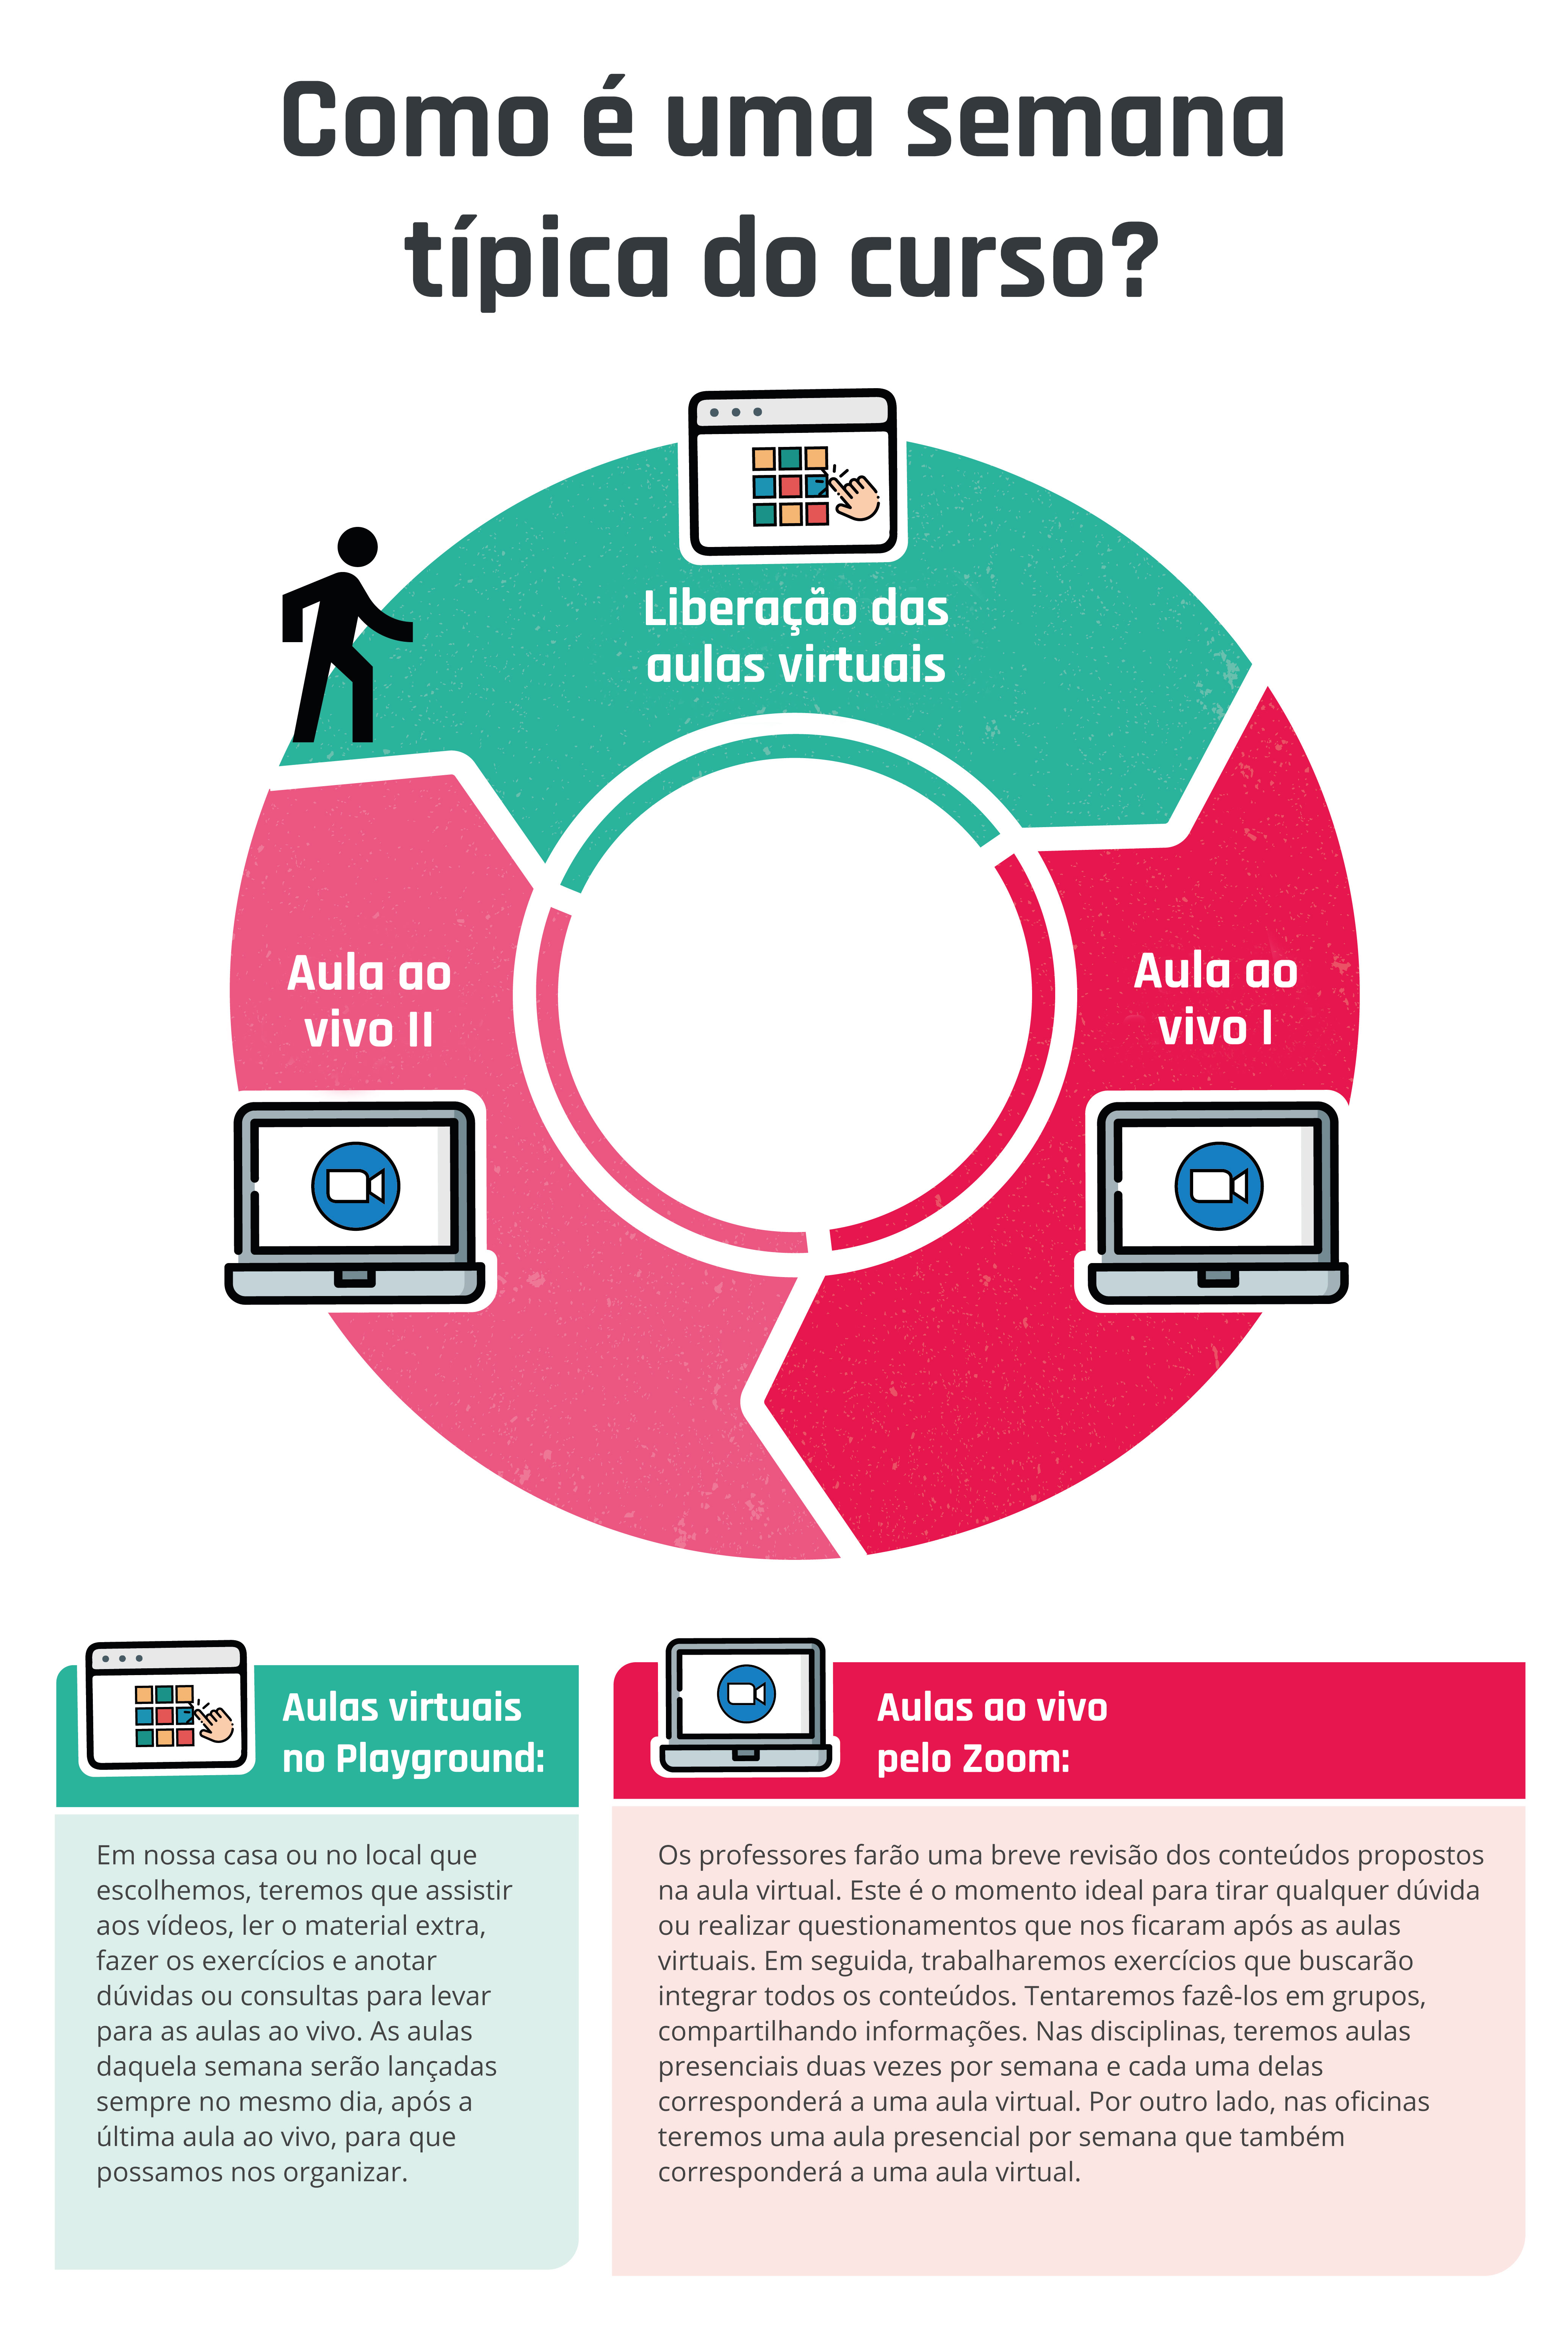 Como é uma semana
típica do curso?
Liberação das
aulas virtuais
Aula ao
vivo II
Aula ao
vivo I
Aulas virtuais
no Playground:
Em nossa casa ou no local que
escolhemos, teremos que assistir
aos vídeos, ler o material extra,
fazer os exercícios e anotar
dúvidas ou consultas para levar
para as aulas ao vivo. As aulas
daquela semana serão lançadas
sempre no mesmo dia, após a
última aula ao vivo, para que
possamos nos organizar.
Aulas ao vivo
pelo Zoom:
Os professores farão uma breve revisão dos conteúdos propostos
na aula virtual. Este é o momento ideal para tirar qualquer dúvida
ou realizar questionamentos que nos ficaram após as aulas
virtuais. Em seguida, trabalharemos exercícios que buscarão
integrar todos os conteúdos. Tentaremos fazê-los em grupos,
compartilhando informações. Nas disciplinas, teremos aulas
presenciais duas vezes por semana e cada uma delas
corresponderá a uma aula virtual. Por outro lado, nas oficinas
teremos uma aula presencial por semana que também
corresponderá a uma aula virtual.